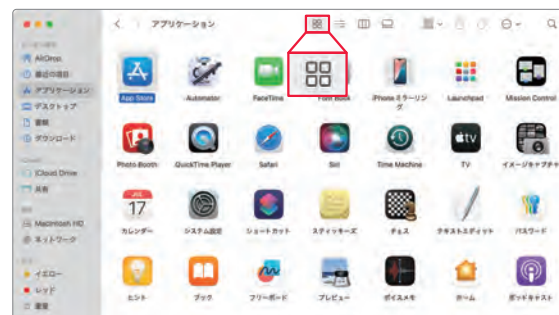 アプリケーション
AirDrop
最近の項目
アプリケーション
デスクトップ
書類
ダウンロード
iCloud Drive
共有
Macintosh HD
ネットワーク
イエロー
レッド
重要
App Store
Automator
FaceTime
Font Book
iPhone ミラーリング
Launchpad
Mission Control
Photo Booth
QuickTime Player
Safari
Siri
Time Machine
TV
イメージキャプチャ
JUL
17
tv
カレンダー
システム設定
ショートカット
スティッキーズ
チェス
テキストエディット
パスワード
ヒント
ブック
フリーボード
プレビュー
ボイスメモ
ホーム
ポッドキャスト